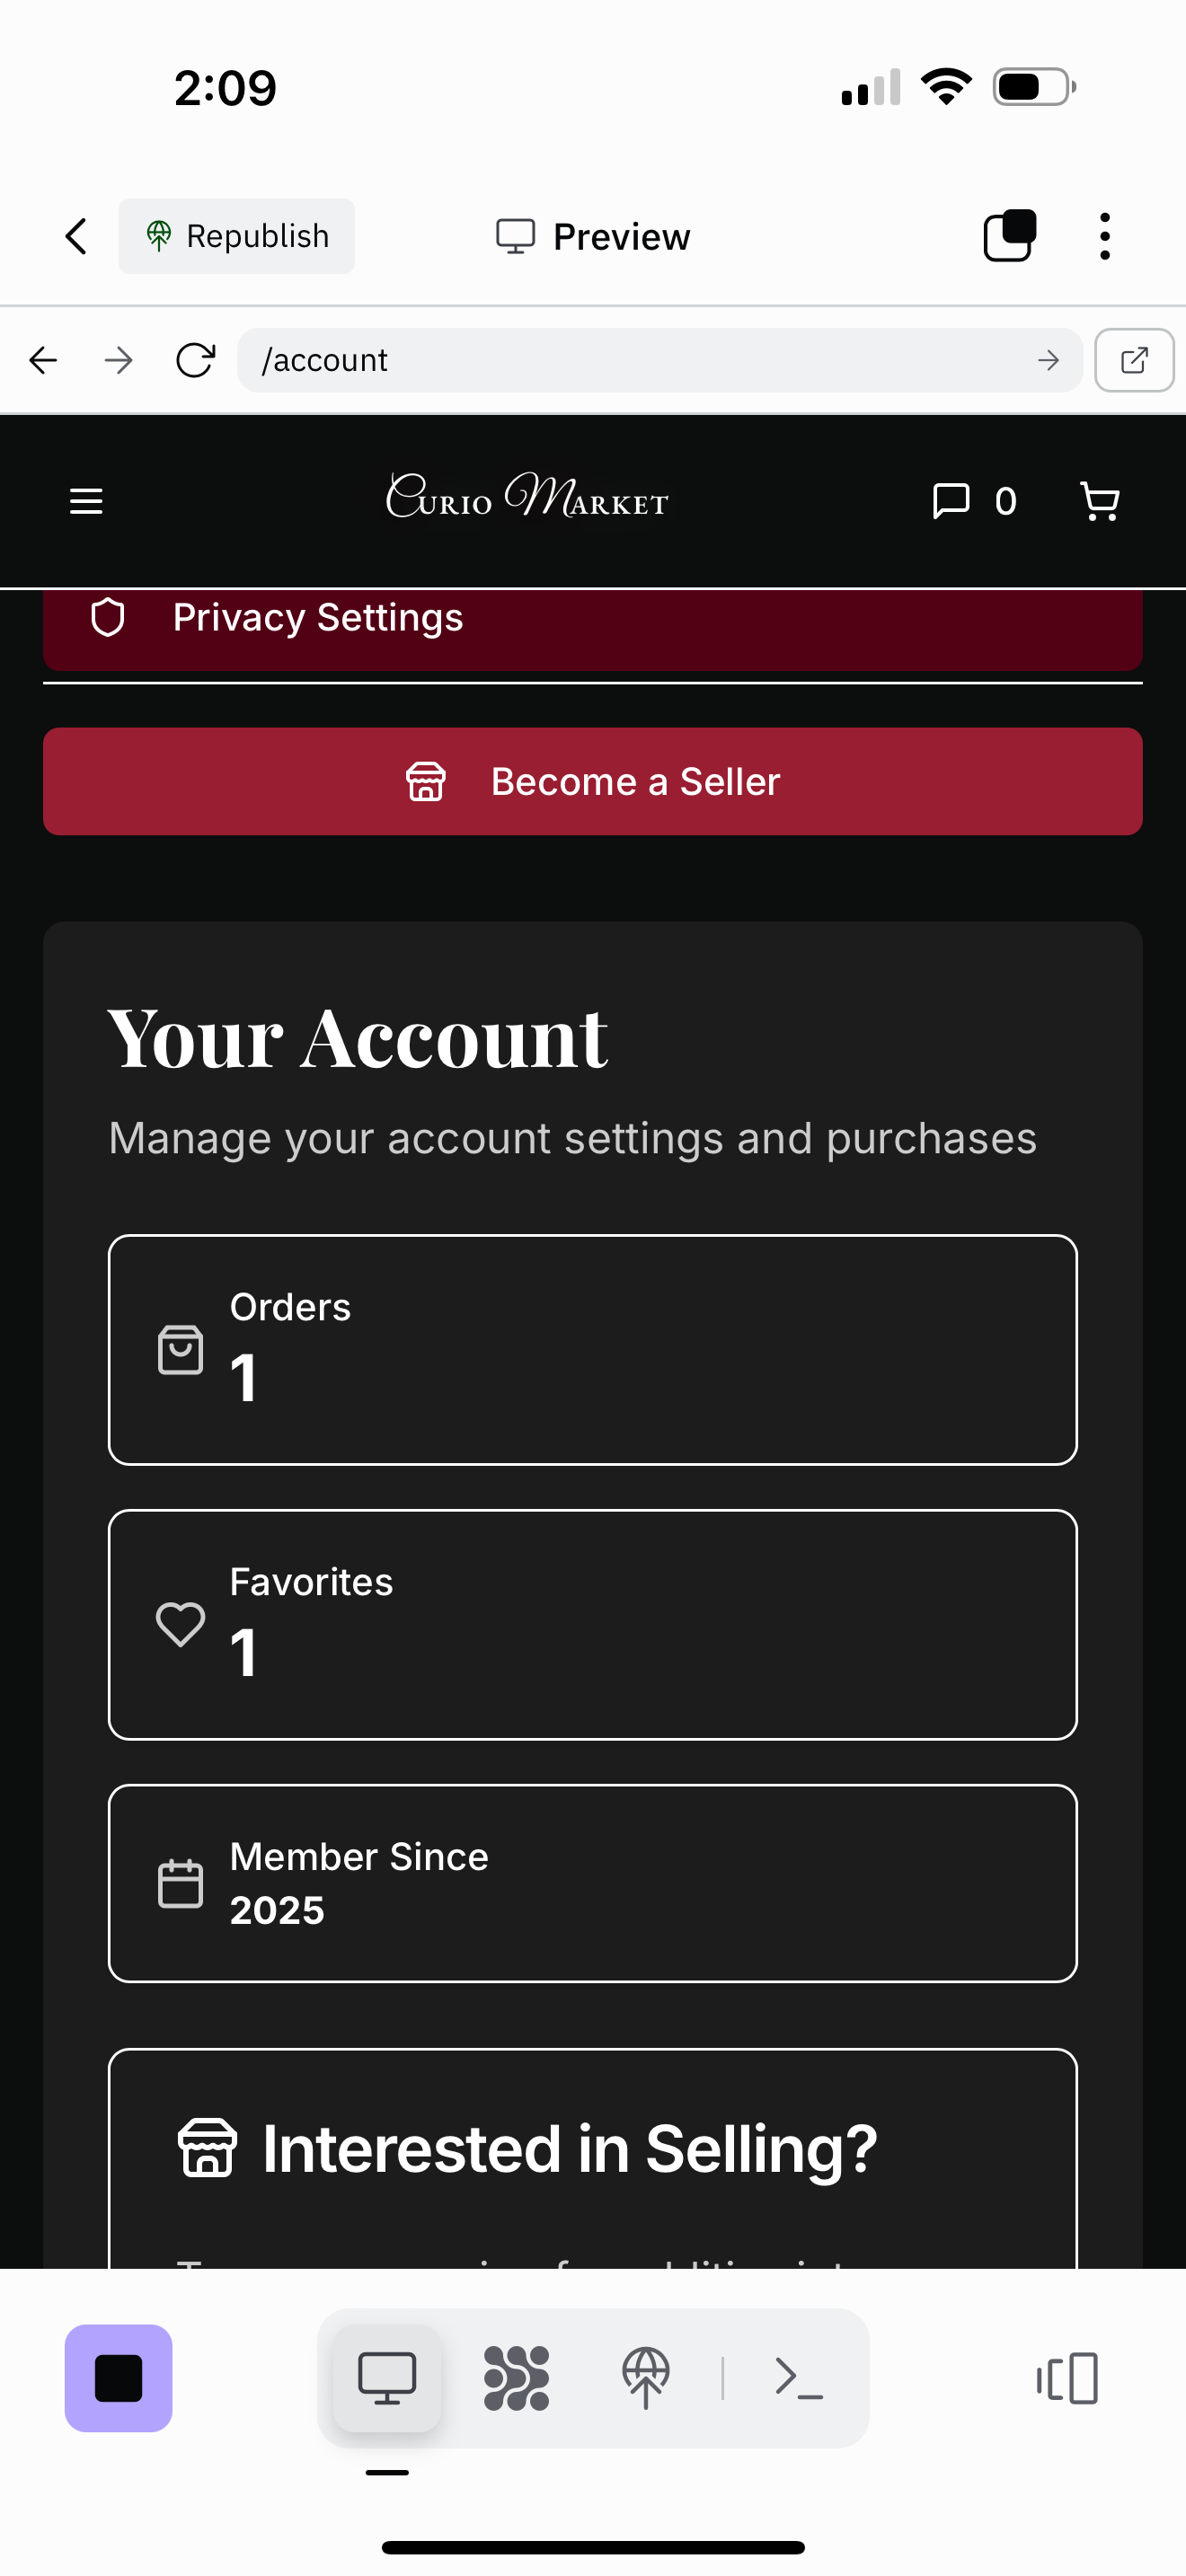 2:09
Republish
Preview
/account
Curio Market
0
Privacy Settings
Become a Seller
Your Account
Manage your account settings and purchases
Orders
1
Favorites
1
Member Since
2025
Interested in Selling?